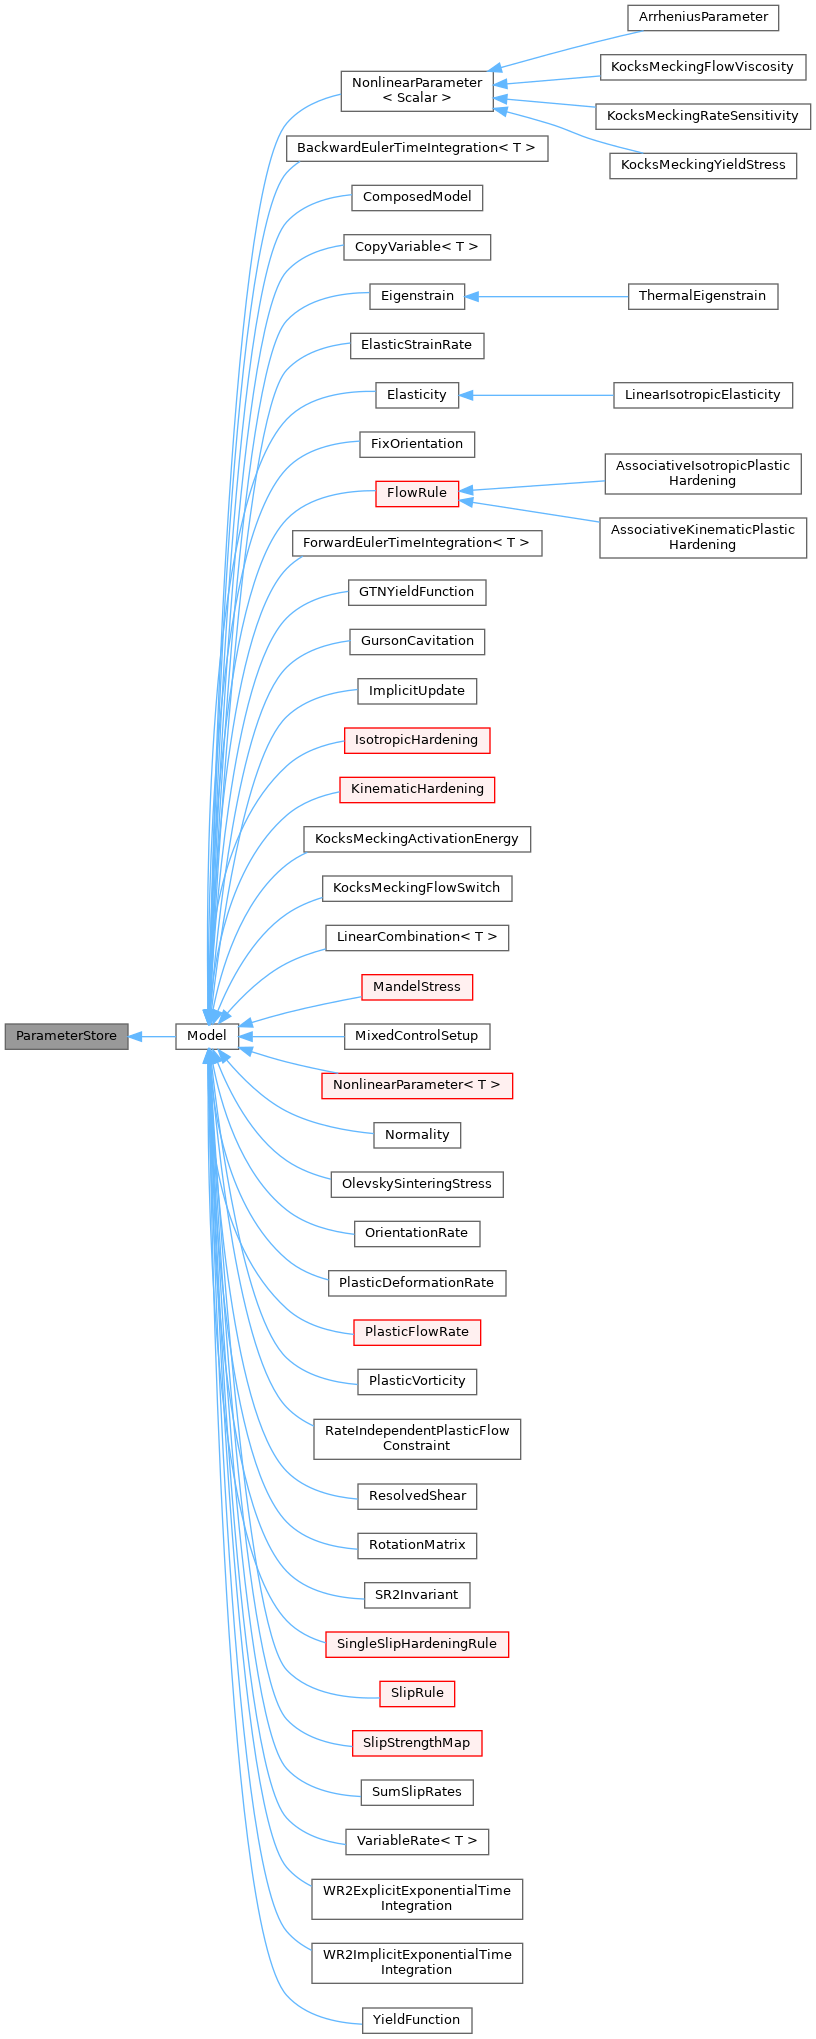 ArrheniusParameter
KocksMeckingFlowViscosity
NonlinearParameter
< Scalar >
KocksMeckingRateSensitivity
BackwardEulerTimeIntegration< T >
KocksMeckingYieldStress
ComposedModel
CopyVariable< T >
Eigenstrain
ThermalEigenstrain
ElasticStrainRate
Elasticity
LinearIsotropicElasticity
FixOrientation
AssociativeIsotropicPlastic
Hardening
FlowRule
AssociativeKinematicPlastic
Hardening
ForwardEulerTimeIntegration< T >
GTNYieldFunction
GursonCavitation
ImplicitUpdate
IsotropicHardening
KinematicHardening
KocksMeckingActivationEnergy
KocksMeckingFlowSwitch
LinearCombination< T >
MandelStress
ParameterStore
Model
MixedControlSetup
NonlinearParameter< T >
Normality
OlevskySinteringStress
OrientationRate
PlasticDeformationRate
PlasticFlowRate
PlasticVorticity
RateIndependentPlasticFlow
Constraint
ResolvedShear
RotationMatrix
SR2Invariant
SingleSlipHardeningRule
SlipRule
SlipStrengthMap
SumSlipRates
VariableRate< T >
WR2ExplicitExponentialTime
Integration
WR2ImplicitExponentialTime
Integration
YieldFunction